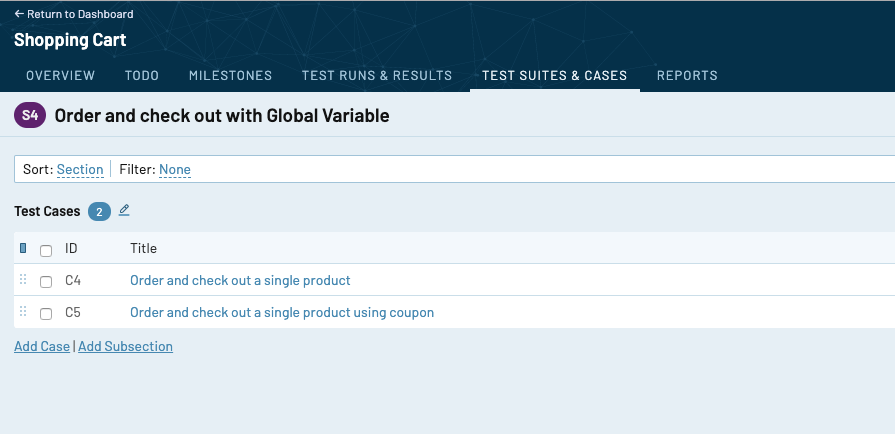 ← Return to Dashboard
Shopping Cart
OVERVIEW TODO MILESTONES TEST RUNS & RESULTS TEST SUITES & CASES REPORTS
S4 Order and check out with Global Variable
Sort: Section Filter: None
Test Cases 2
ID Title
C4 Order and check out a single product
C5 Order and check out a single product using coupon
Add Case | Add Subsection